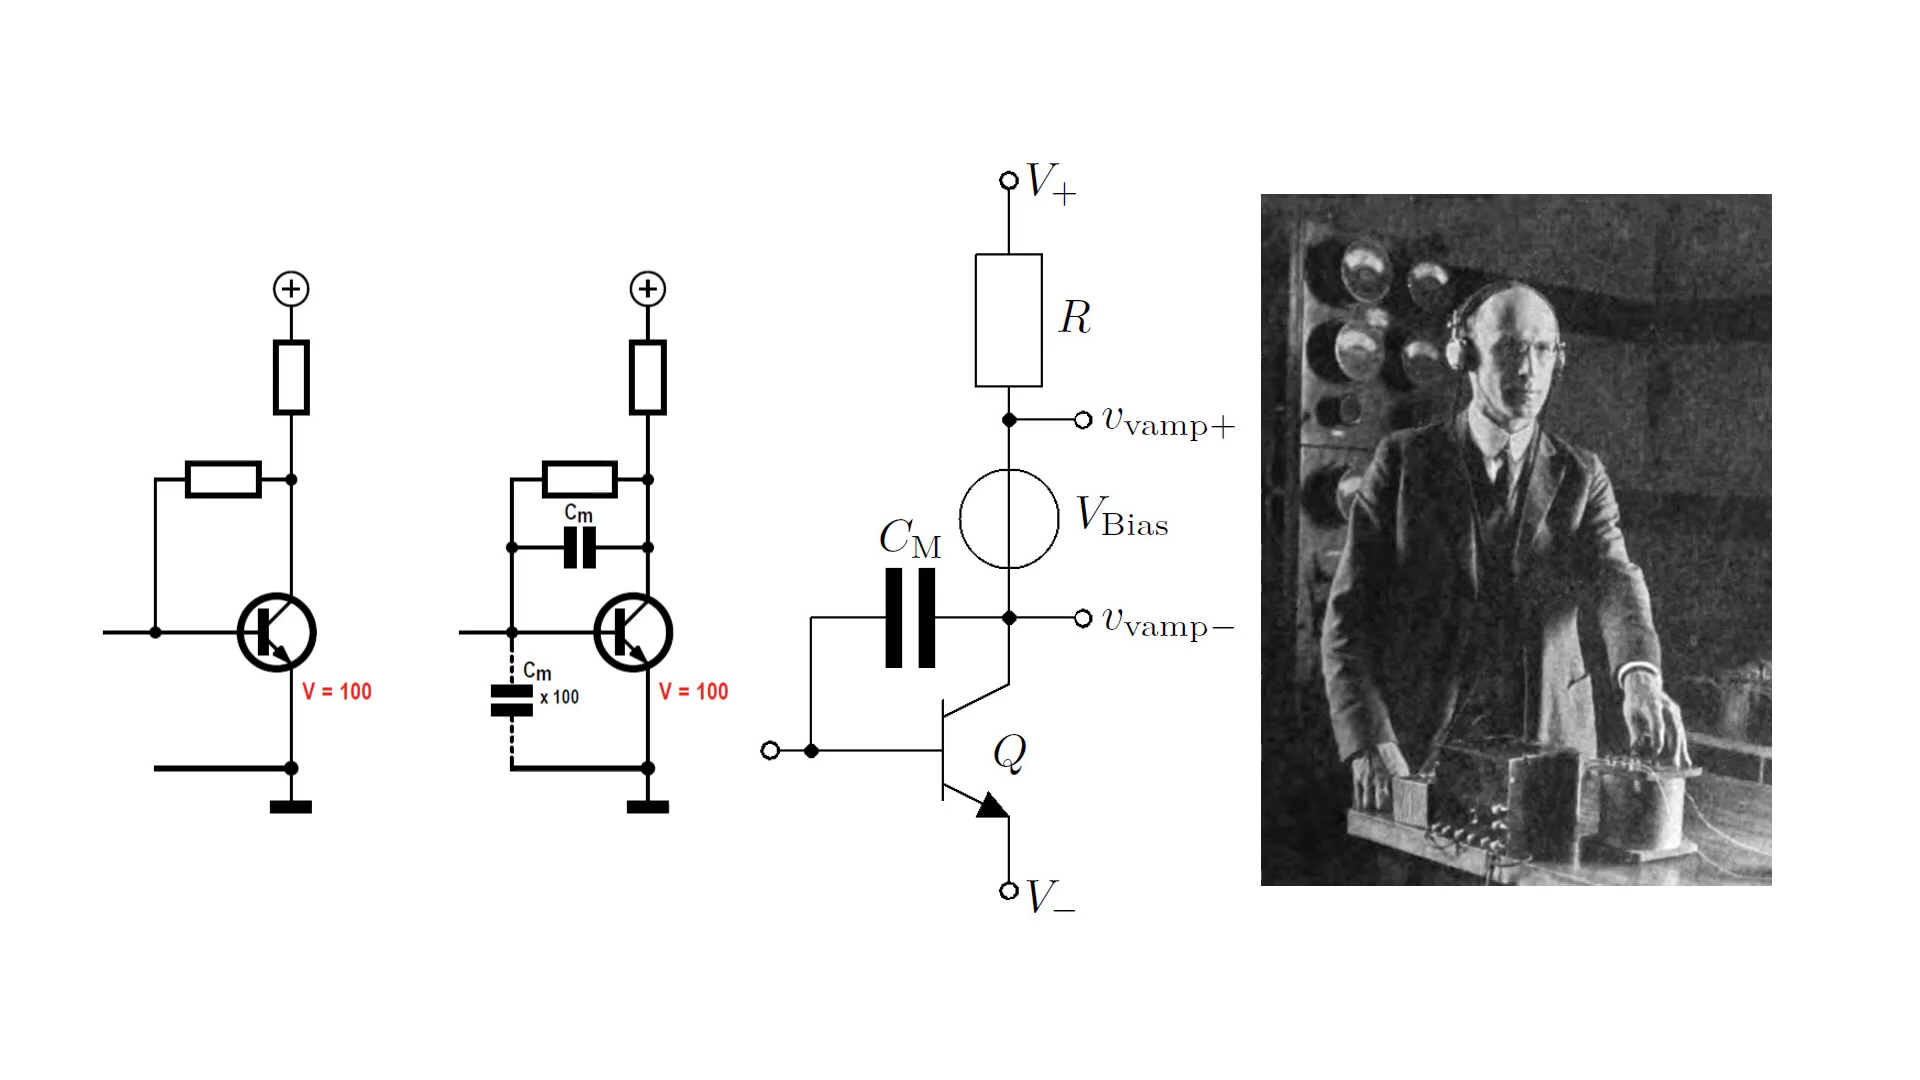 V = 100
Cm
Cm
x 100
V = 100
V+
R
vvamp+
VBias
CM
vvamp−
Q
V−